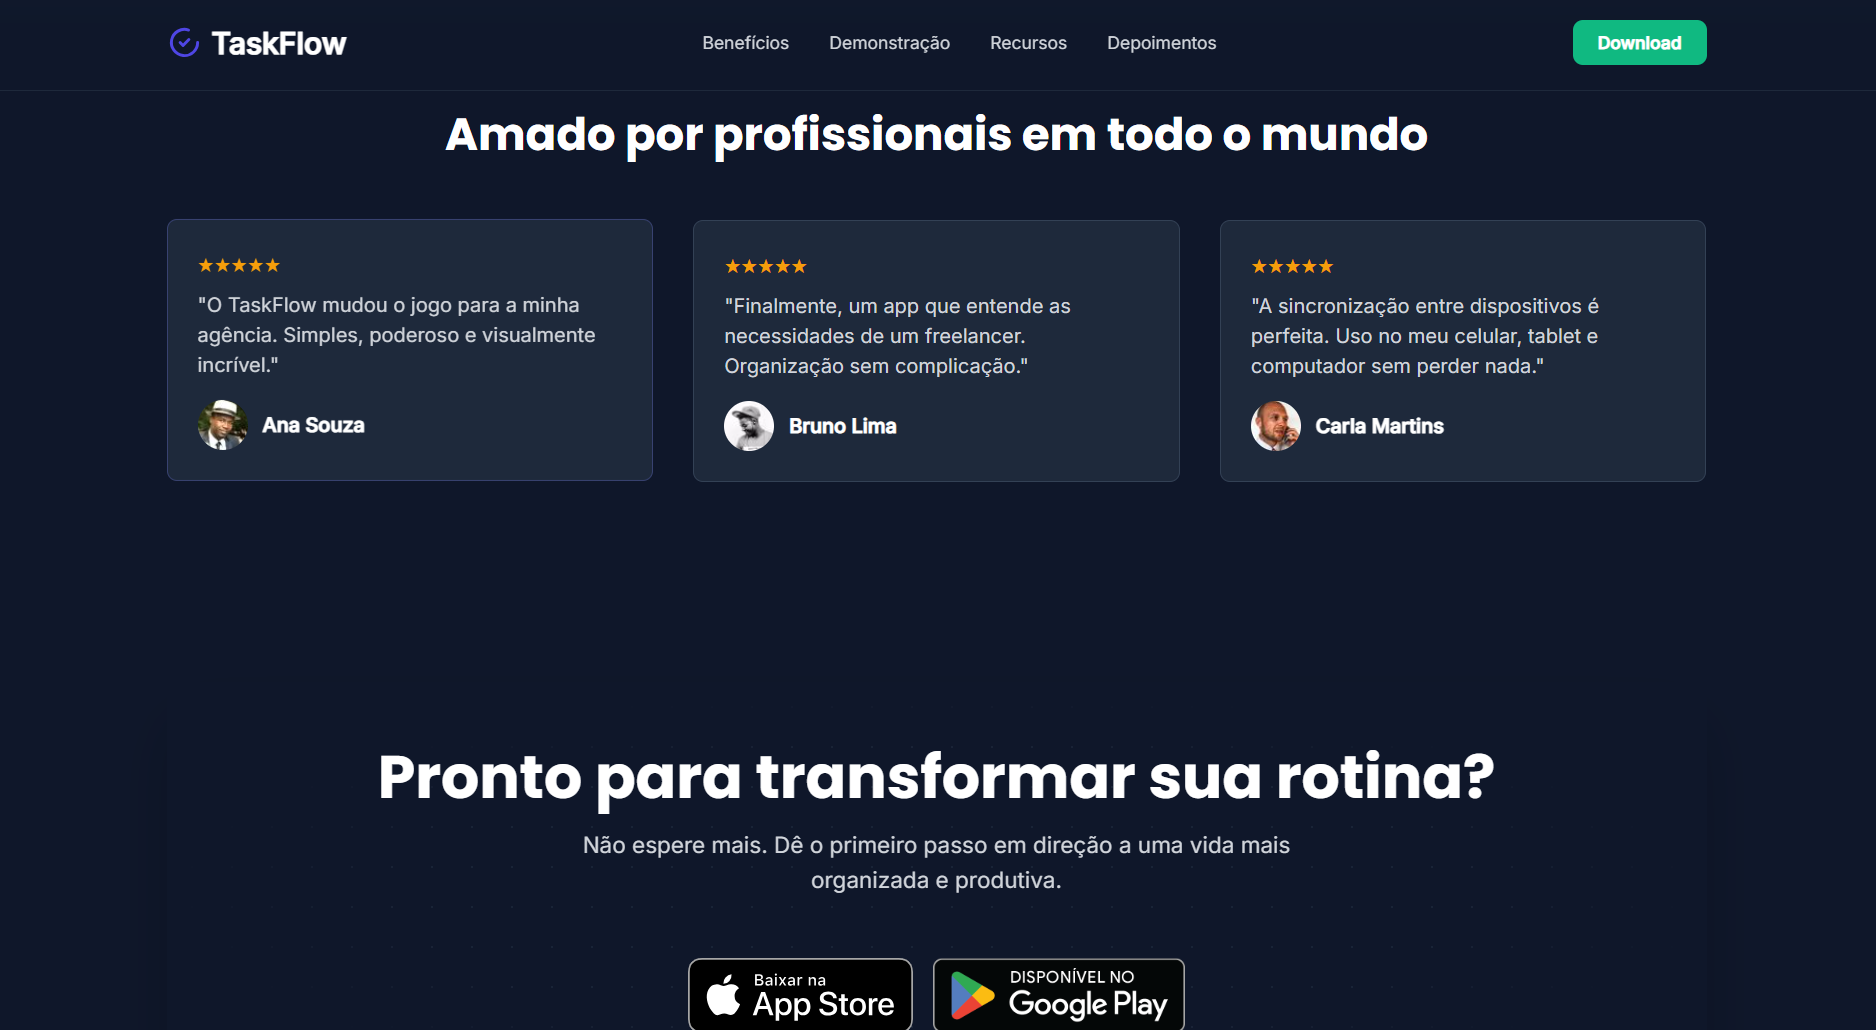 TaskFlow
Benefícios
Demonstração
Recursos
Depoimentos
Download
Amado por profissionais em todo o mundo
★★★★★
"O TaskFlow mudou o jogo para a minha
agência. Simples, poderoso e visualmente
incrível."
Ana Souza
★★★★★
"Finalmente, um app que entende as
necessidades de um freelancer.
Organização sem complicação."
Bruno Lima
★★★★★
"A sincronização entre dispositivos é
perfeita. Uso no meu celular, tablet e
computador sem perder nada."
Carla Martins
Pronto para transformar sua rotina?
Não espere mais. Dê o primeiro passo em direção a uma vida mais
organizada e produtiva.
Baixar na
App Store
DISPONÍVEL NO
Google Play